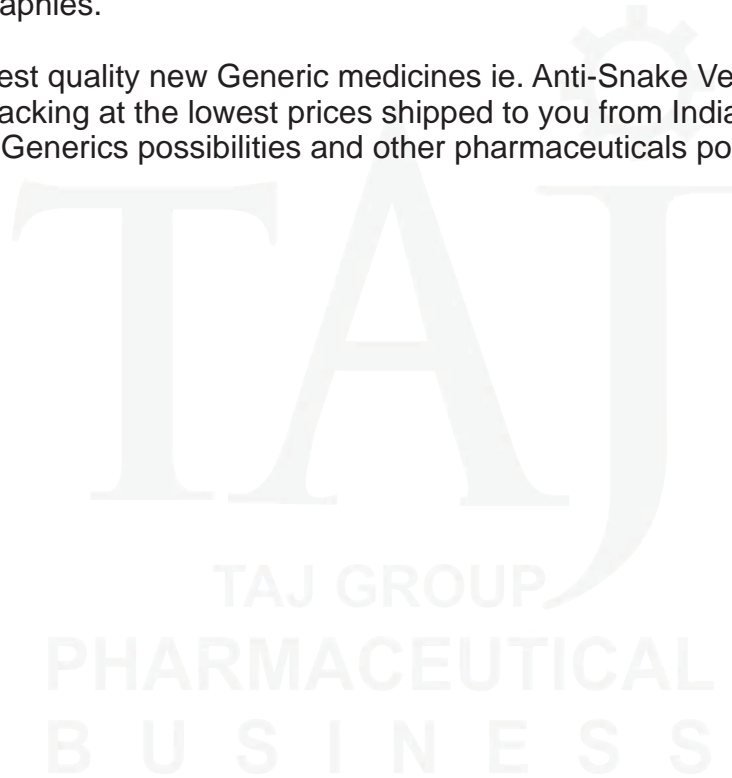 aphies.
est quality new Generic medicines ie. Anti-Snake Ve
acking at the lowest prices shipped to you from India
Generics possibilities and other pharmaceuticals po
TAJ
TAJ GROUP
PHARMACEUTICAL
BUSINESS